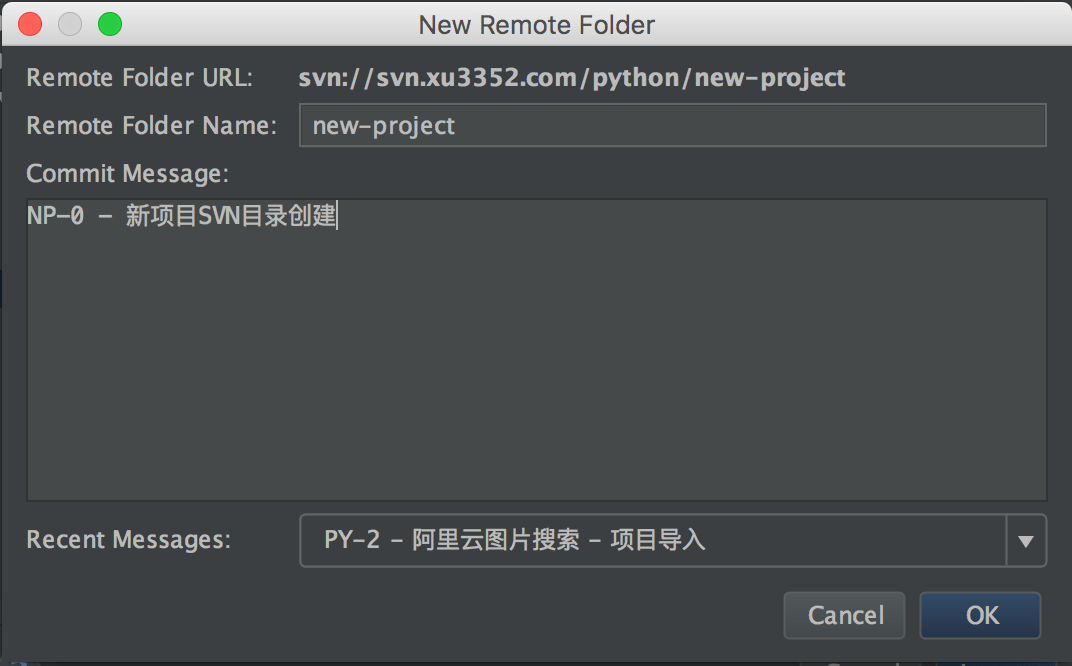 New Remote Folder
Remote Folder URL: svn://svn.xu3352.com/python/new-project
Remote Folder Name: new-project
Commit Message:
NP-0 - 新项目SVN目录创建
Recent Messages: PY-2 - 阿里云图片搜索 - 项目导入
Cancel OK